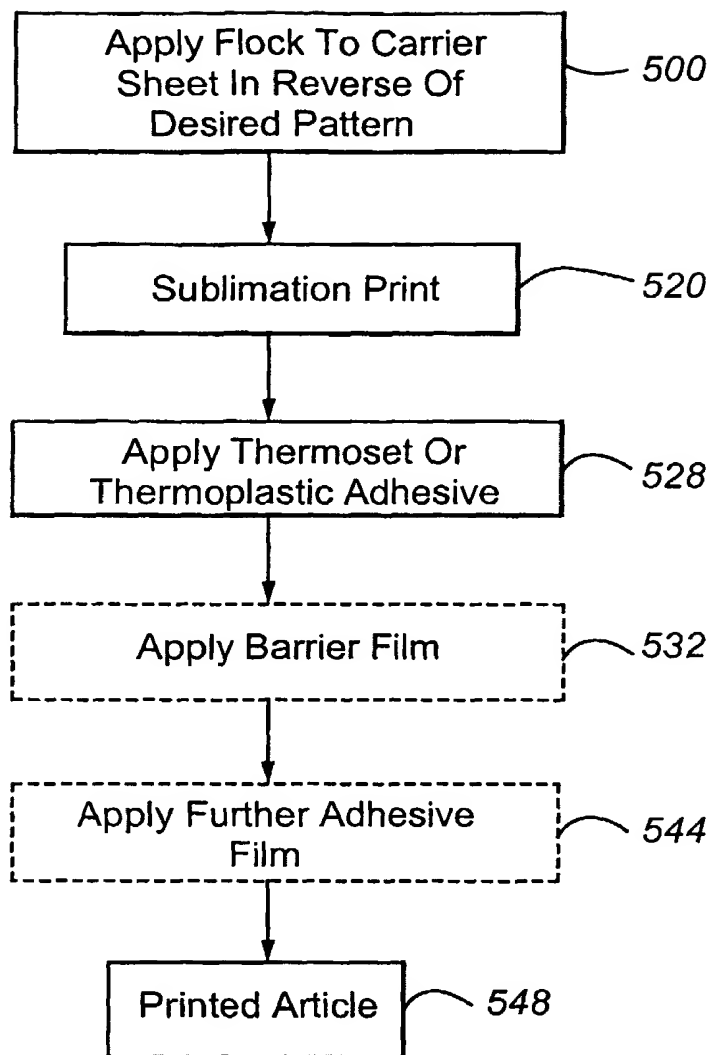 Apply Flock To Carrier
Sheet In Reverse Of
Desired Pattern
500
Sublimation Print
520
Apply Thermoset Or
Thermoplastic Adhesive
528
Apply Barrier Film
532
Apply Further Adhesive
Film
544
Printed Article
548